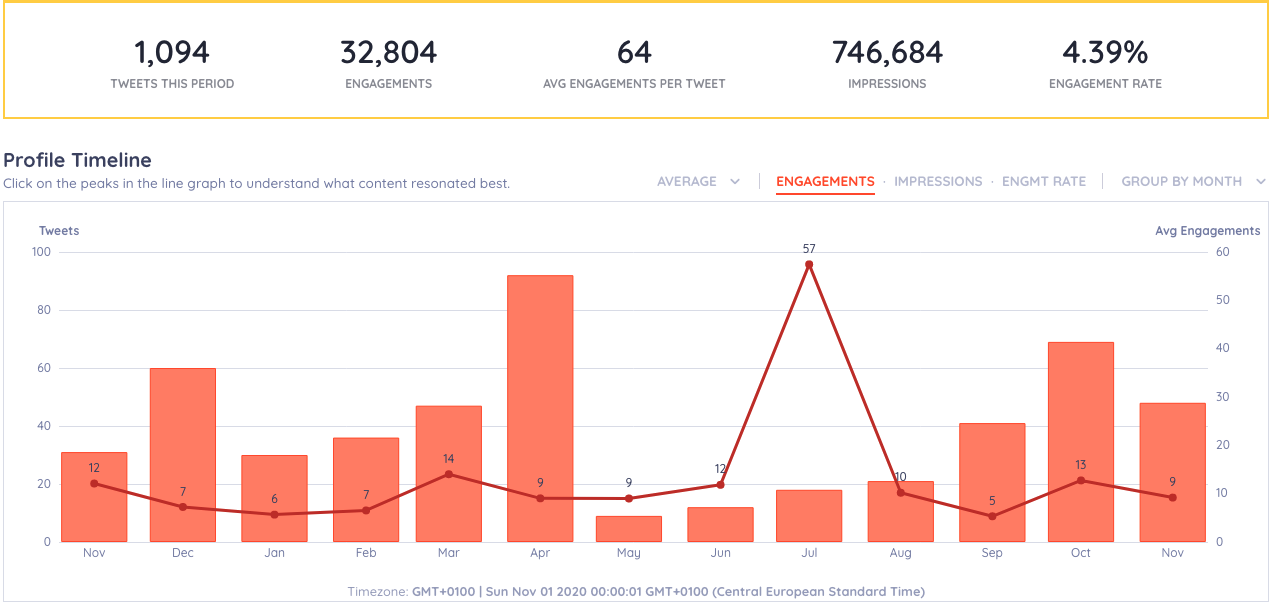 1,094 32,804 64 746,684 4.39%
TWEETS THIS PERIOD ENGAGEMENTS AVG ENGAGEMENTS PER TWEET IMPRESSIONS ENGAGEMENT RATE
Profile Timeline
Click on the peaks in the line graph to understand what content resonated best.
AVERAGE ENGAGEMENTS · IMPRESSIONS · ENGMT RATE GROUP BY MONTH
Tweets Avg Engagements
100 57 60
50
80
40
60
30
40
20
12 7 6 7 14 9 9 12 10 5 13 9
20 10
0 0
Nov Dec Jan Feb Mar Apr May Jun Jul Aug Sep Oct Nov
Timezone: GMT+0100 | Sun Nov 01 2020 00:00:01 GMT+0100 (Central European Standard Time)